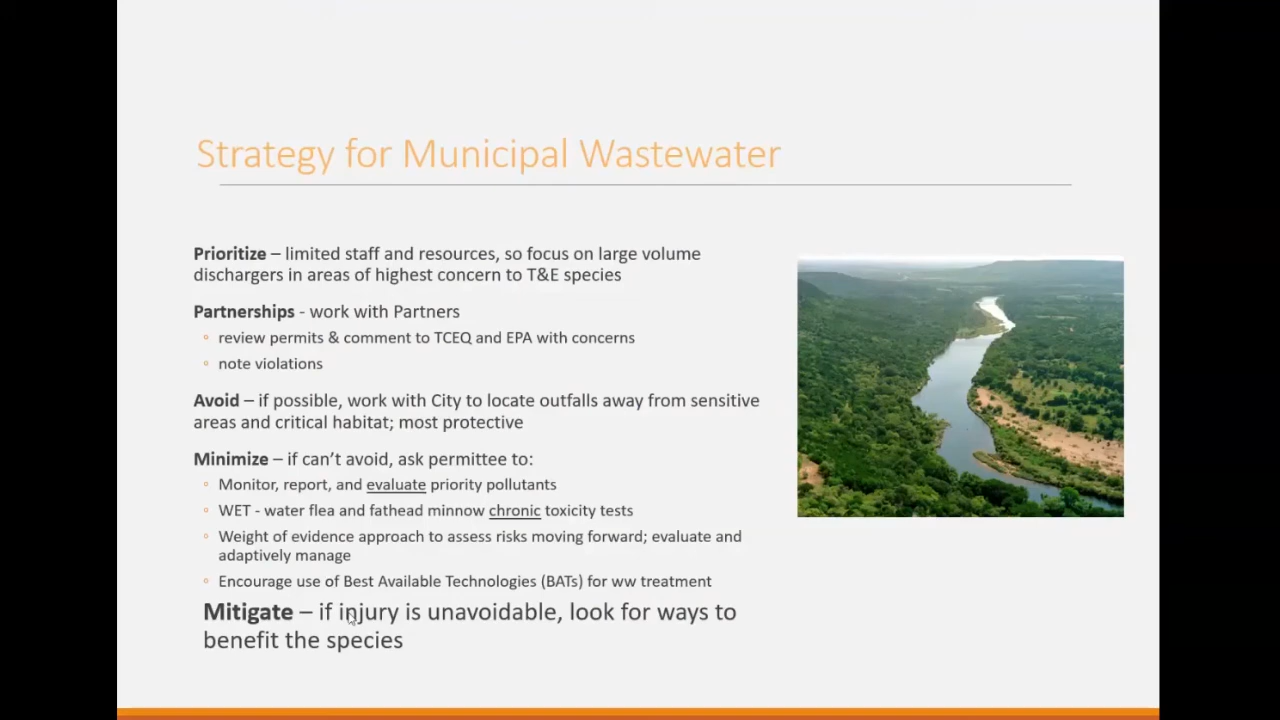 Strategy for Municipal Wastewater
Prioritize – limited staff and resources, so focus on large volume
dischargers in areas of highest concern to T&E species
Partnerships - work with Partners
◦ review permits & comment to TCEQ and EPA with concerns
◦ note violations
Avoid – if possible, work with City to locate outfalls away from sensitive
areas and critical habitat; most protective
Minimize – if can’t avoid, ask permittee to:
◦ Monitor, report, and evaluate priority pollutants
◦ WET - water flea and fathead minnow chronic toxicity tests
◦ Weight of evidence approach to assess risks moving forward; evaluate and
adaptively manage
◦ Encourage use of Best Available Technologies (BATs) for ww treatment
Mitigate – if injury is unavoidable, look for ways to
benefit the species